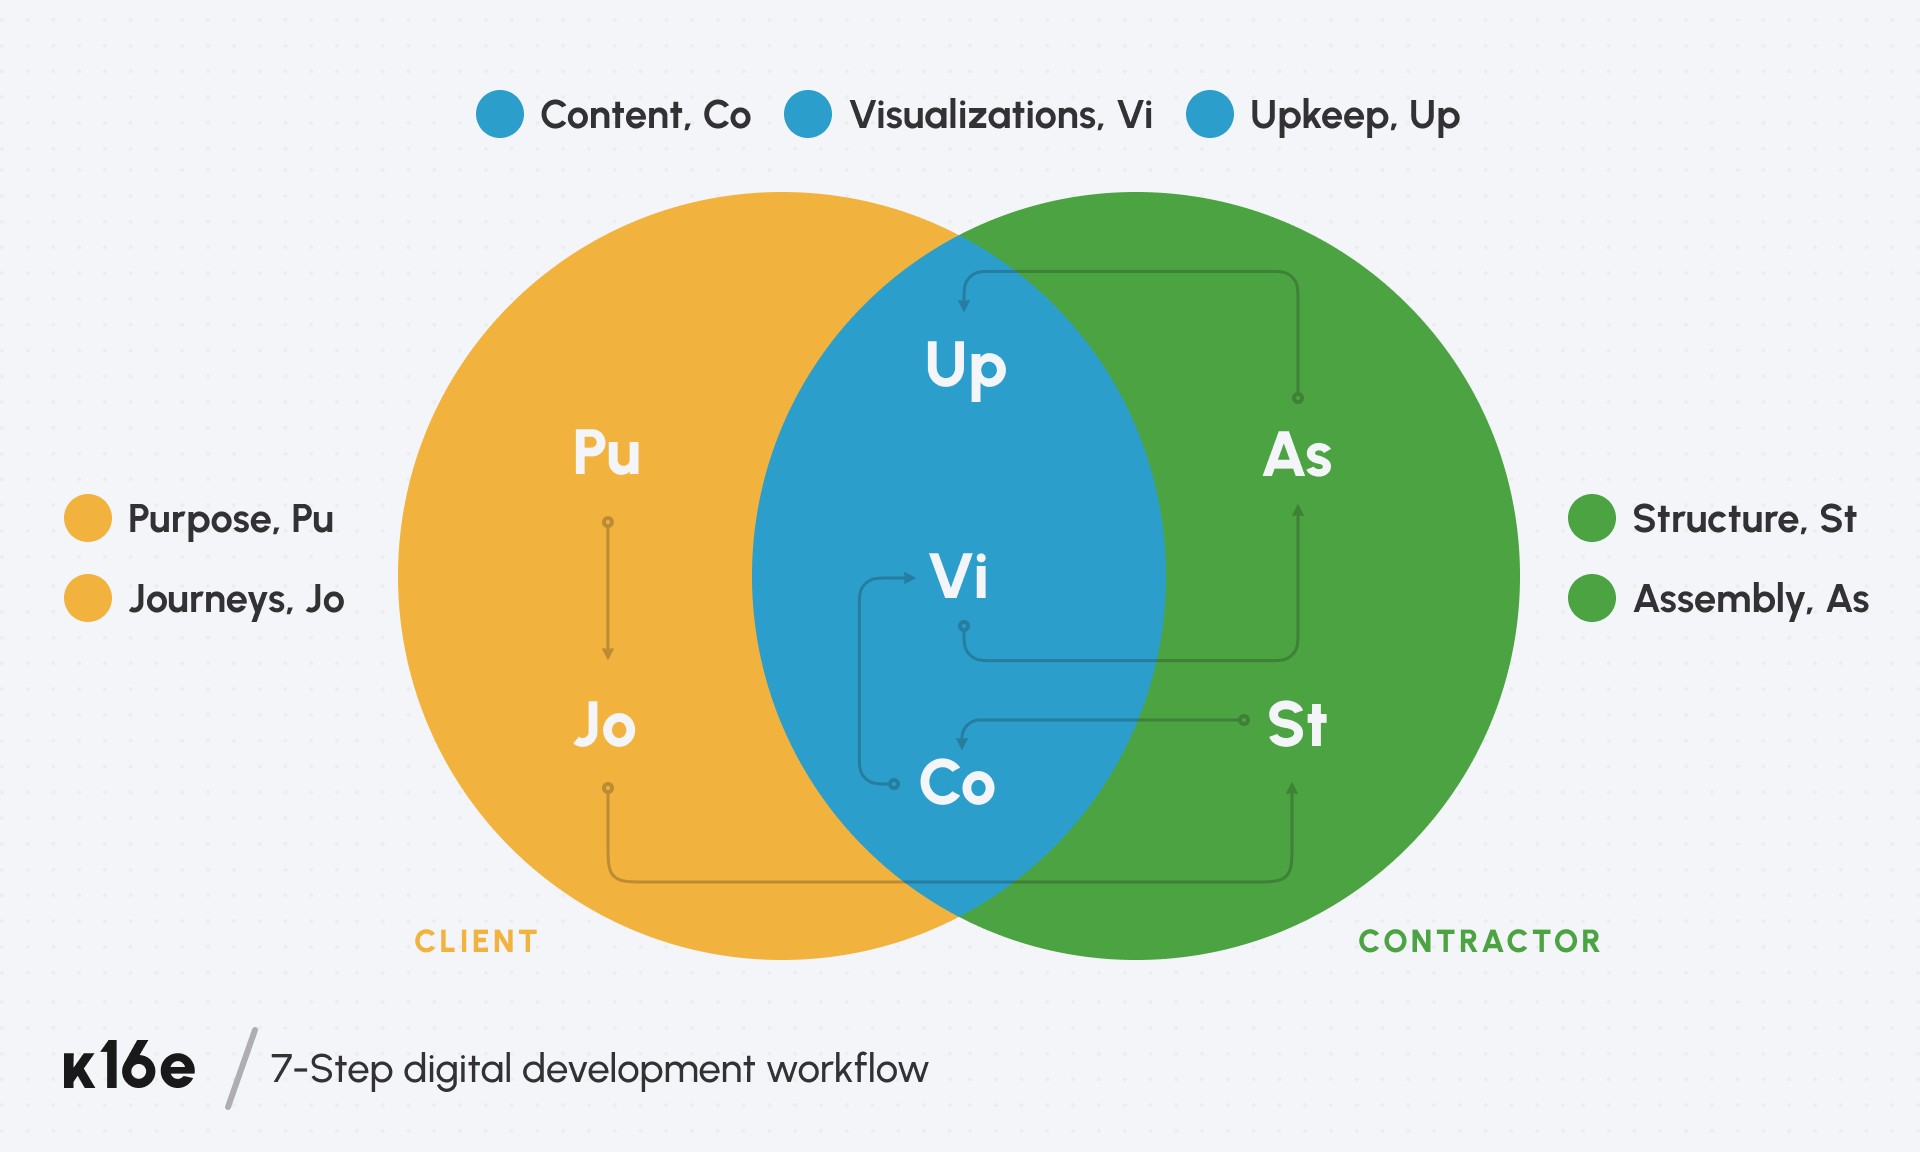 Content, Co
Visualizations, Vi
Upkeep, Up
Up
Pu
As
Purpose, Pu
Structure, St
Vi
Journeys, Jo
Assembly, As
Jo
St
Co
CLIENT
CONTRACTOR
к16e
7-Step digital development workflow